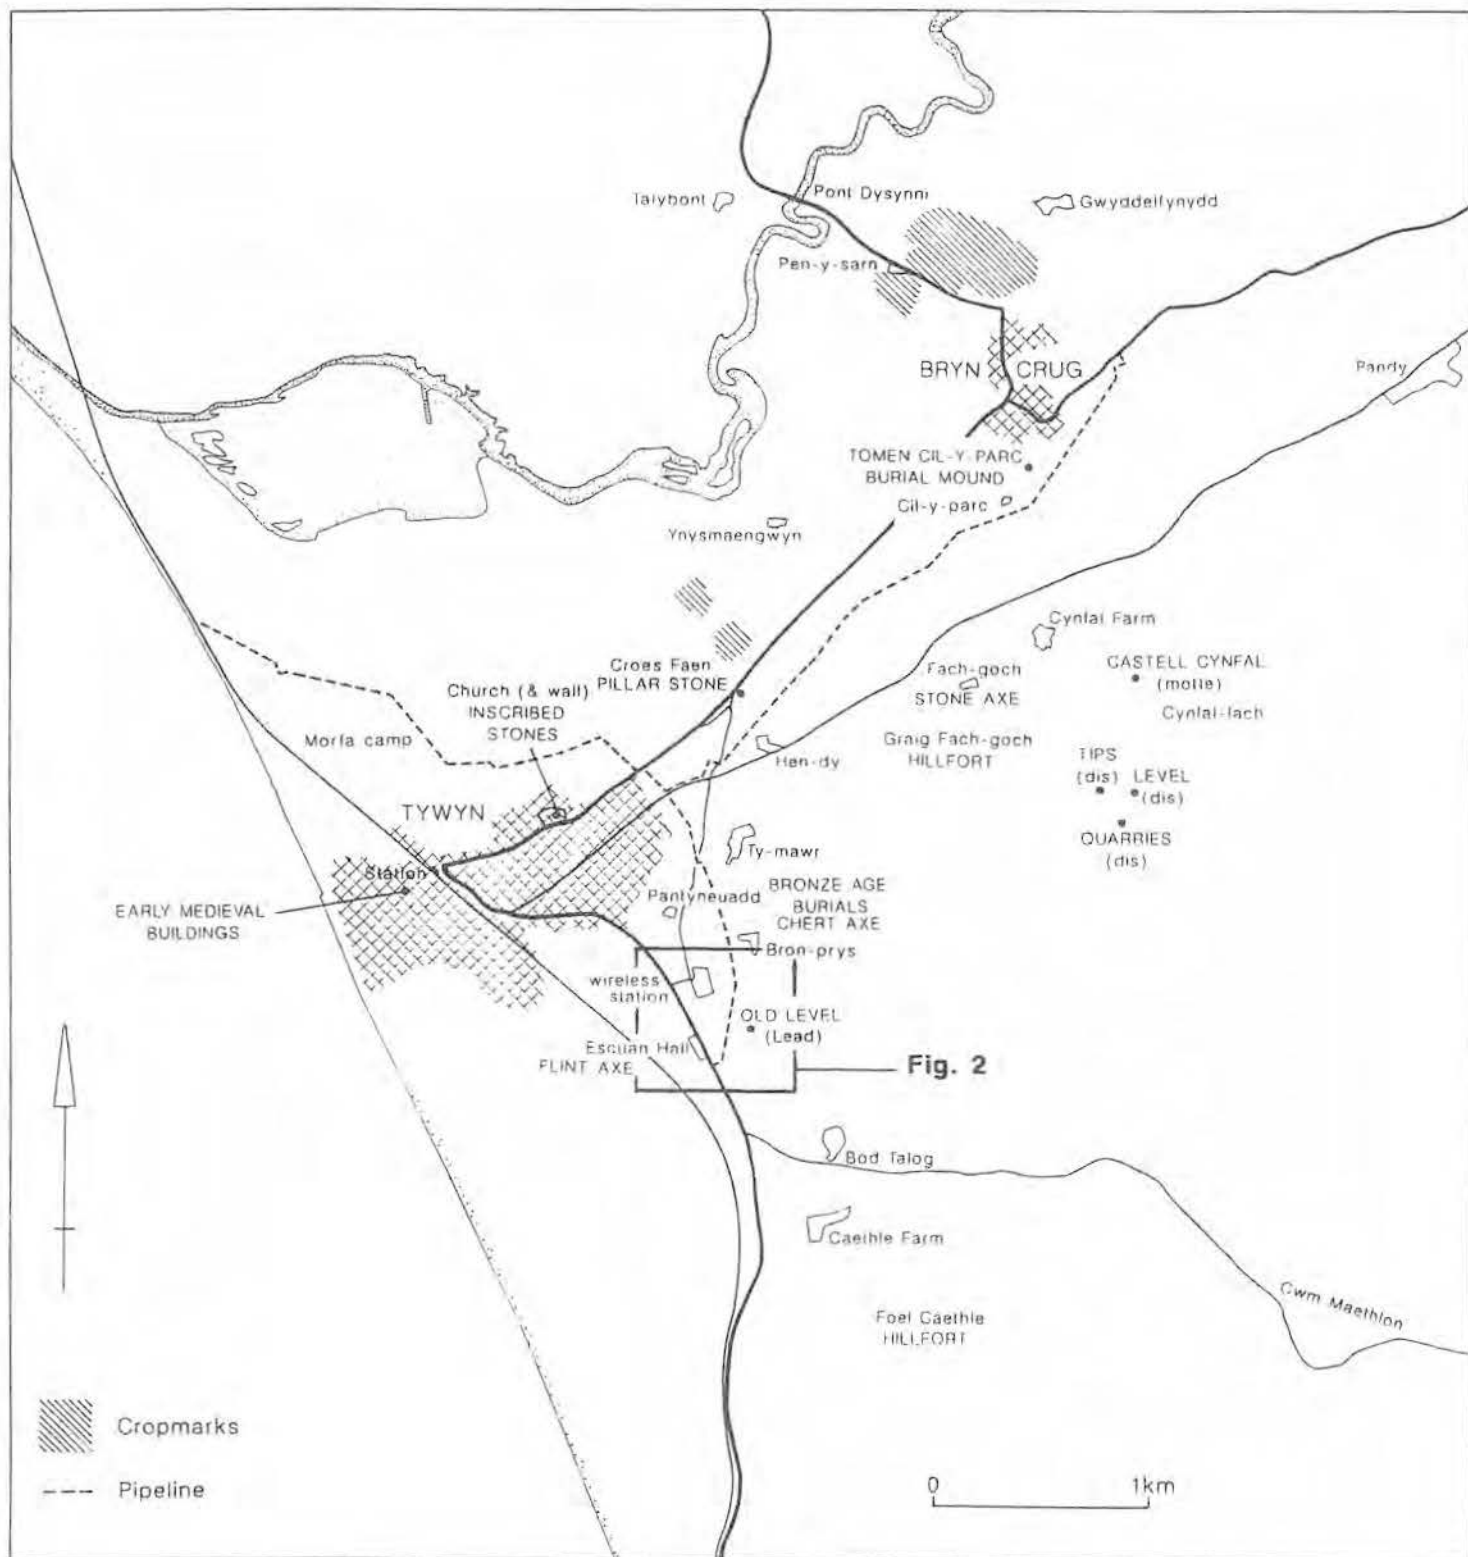 Talybont
Pont Dysynni
Gwyddelfynydd
Pen-y-sarn
BRYN CRUG
Pandy
TOMEN CIL-Y-PARC
BURIAL MOUND
Cil-y-parc
Ynysmaengwyn
Cynfal Farm
Croes Faen
PILLAR STONE
Fach-goch
STONE AXE
CASTELL CYNFAL
(motte)
Cynfal-fach
Church (& wall)
INSCRIBED
STONES
Morfa camp
Hen-dy
Graig Fach-goch
HILLFORT
TIPS
(dis)
LEVEL
(dis)
QUARRIES
(dis)
TYWYN
Ty-mawr
Station
Pantyneuadd
BRONZE AGE
BURIALS
CHERT AXE
EARLY MEDIEVAL
BUILDINGS
Bron-prys
wireless
station
OLD LEVEL
(Lead)
Escuan Hall
FLINT AXE
Fig. 2
Bod Talog
Caethle Farm
Cwm Maethlon
Foel Caethle
HILLFORT
Cropmarks
Pipeline
0 1km